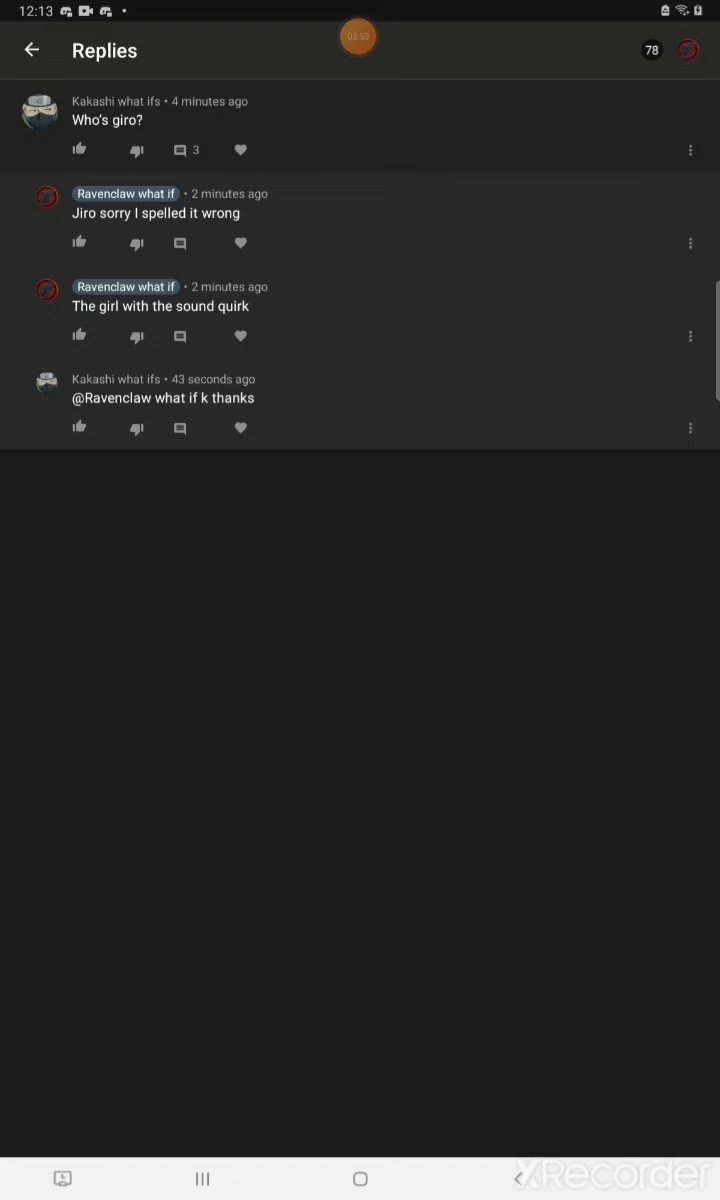 12:13
03:53
Replies
78
Kakashi what ifs • 4 minutes ago
Who's giro?
3
Ravenclaw what if • 2 minutes ago
Jiro sorry I spelled it wrong
Ravenclaw what if • 2 minutes ago
The girl with the sound quirk
Kakashi what ifs • 43 seconds ago
@Ravenclaw what if k thanks
XRecorder